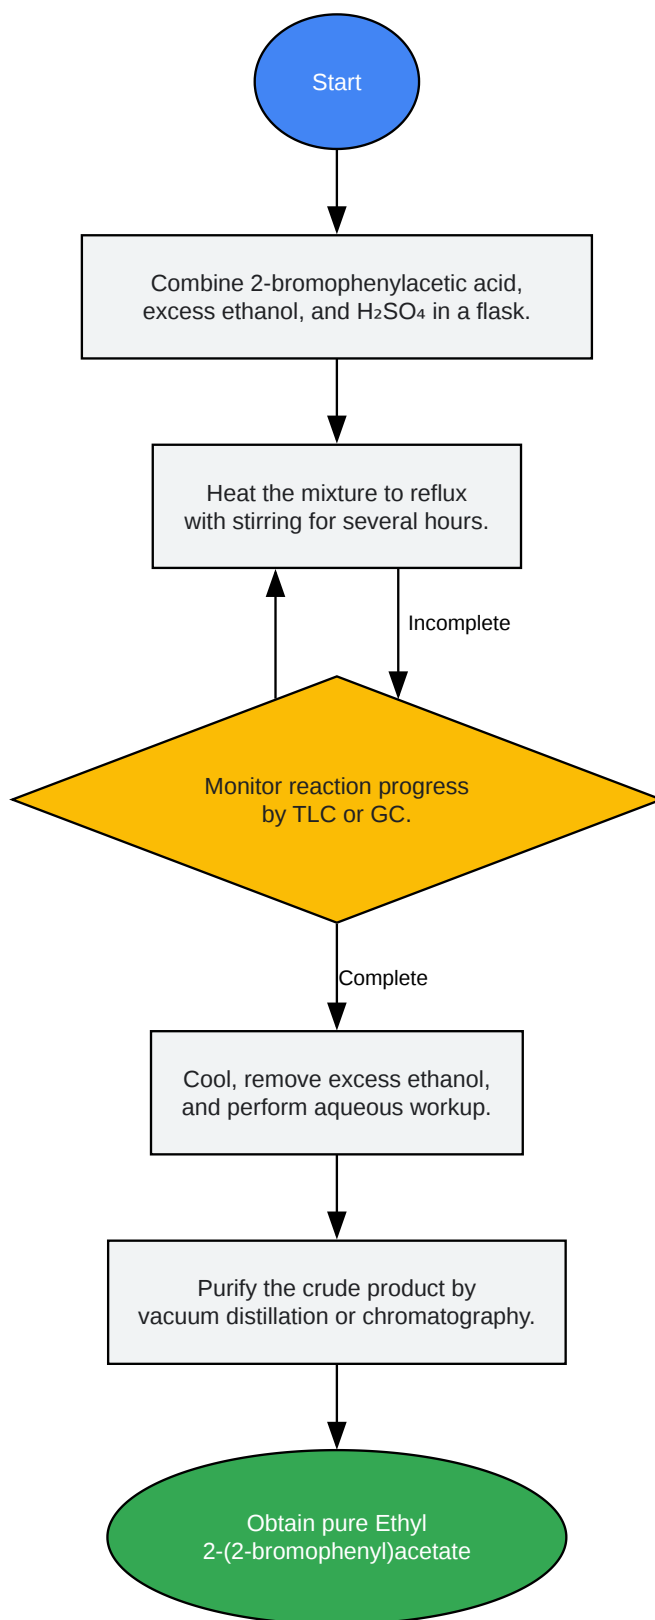 Start
Combine 2-bromophenylacetic acid,
excess ethanol, and H₂SO₄ in a flask.
Heat the mixture to reflux
with stirring for several hours.
Incomplete
Monitor reaction progress
by TLC or GC.
Complete
Cool, remove excess ethanol,
and perform aqueous workup.
Purify the crude product by
vacuum distillation or chromatography.
Obtain pure Ethyl
2-(2-bromophenyl)acetate